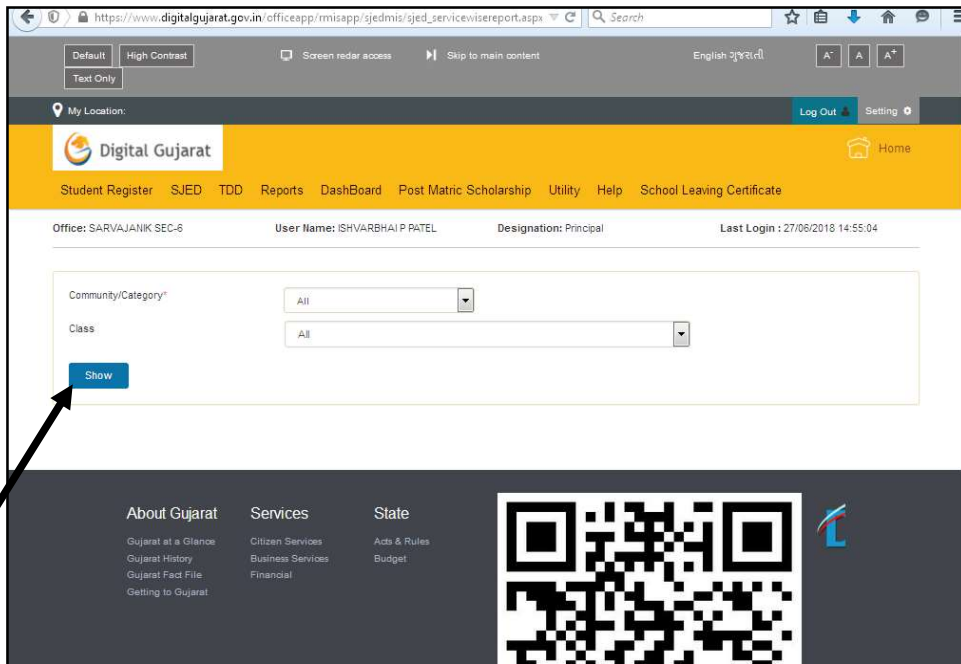 https://www.digitalgujarat.gov.in/officeapp/rmisapp/sjedmis/sjed_servicewisereport.aspx Search
Default High Contrast Screen redar access Skip to main content English ગુજરાતી A- A A+
Text Only
My Location: Log Out Setting
Digital Gujarat Home
Student Register SJED TDD Reports DashBoard Post Matric Scholarship Utility Help School Leaving Certificate
Office: SARVAJANIK SEC-6 User Name: ISHVARBHAI P PATEL Designation: Principal Last Login : 27/06/2018 14:55:04
Community/Category* All
Class All
Show
About Gujarat Services State
Gujarat at a Glance Citizen Services Acts & Rules
Gujarat History Business Services Budget
Gujarat Fact File Financial
Getting to Gujarat